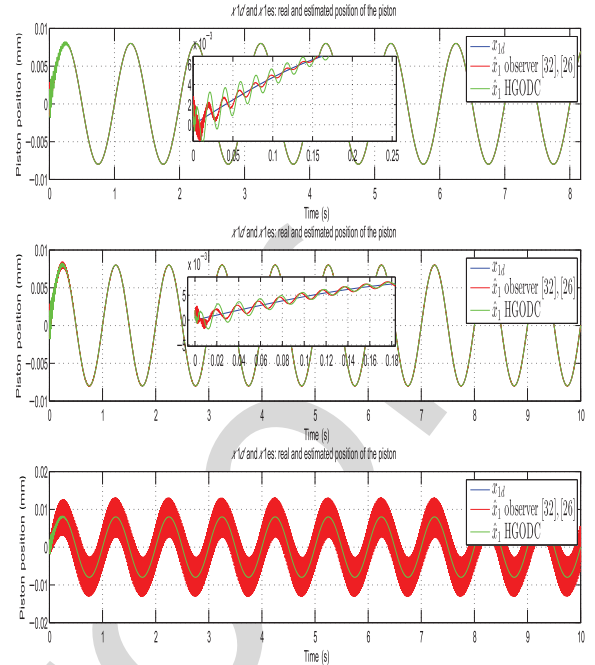 x1d and x1es: real and estimated position of the piston
Piston position (mm)
0.01
0.005
0
−0.005
−0.01
0 1 2 3 4 5 6 7 8
Time (s)
x1d
x̂1 observer [32],[26]
x̂1 HGODC
× 10⁻³
6
4
2
0
0 0.05 0.1 0.15 0.2 0.25
x1d and x1es: real and estimated position of the piston
Piston position (mm)
0.01
0.005
0
−0.005
−0.01
0 1 2 3 4 5 6 7 8 9 10
Time (s)
x1d
x̂1 observer [32],[26]
x̂1 HGODC
× 10⁻³
5
0
0 0.02 0.04 0.06 0.08 0.1 0.12 0.14 0.16 0.18
x1d and x1es: real and estimated position of the piston
Piston position (mm)
0.02
0.01
0
−0.01
−0.02
0 1 2 3 4 5 6 7 8 9 10
Time (s)
x1d
x̂1 observer [32],[26]
x̂1 HGODC